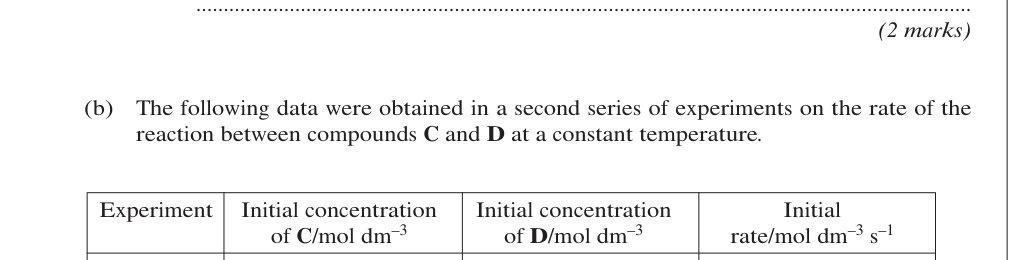 (2 marks)
(b) The following data were obtained in a second series of experiments on the rate of the
reaction between compounds C and D at a constant temperature.
Experiment
Initial concentration
of C/mol dm⁻³
Initial concentration
of D/mol dm⁻³
Initial
rate/mol dm⁻³ s⁻¹